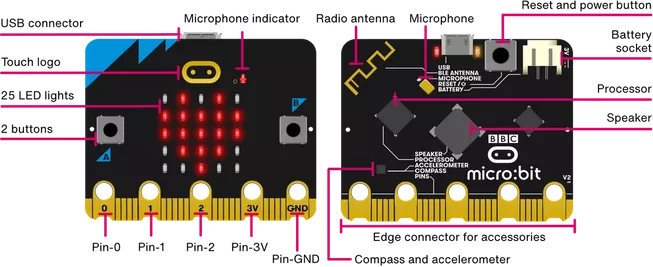 USB connector
Microphone indicator
Touch logo
25 LED lights
2 buttons
A
B
0
1
2
3V
GND
Pin-0
Pin-1
Pin-2
Pin-3V
Pin-GND
Radio antenna
Microphone
Reset and power button
Battery
socket
Processor
Speaker
3V
USB
BLE ANTENNA
MICROPHONE
RESET/
BATTERY
SPEAKER
PROCESSOR
ACCELEROMETER
COMPASS
PINS
BBC
micro:bit
V2
Edge connector for accessories
Compass and accelerometer